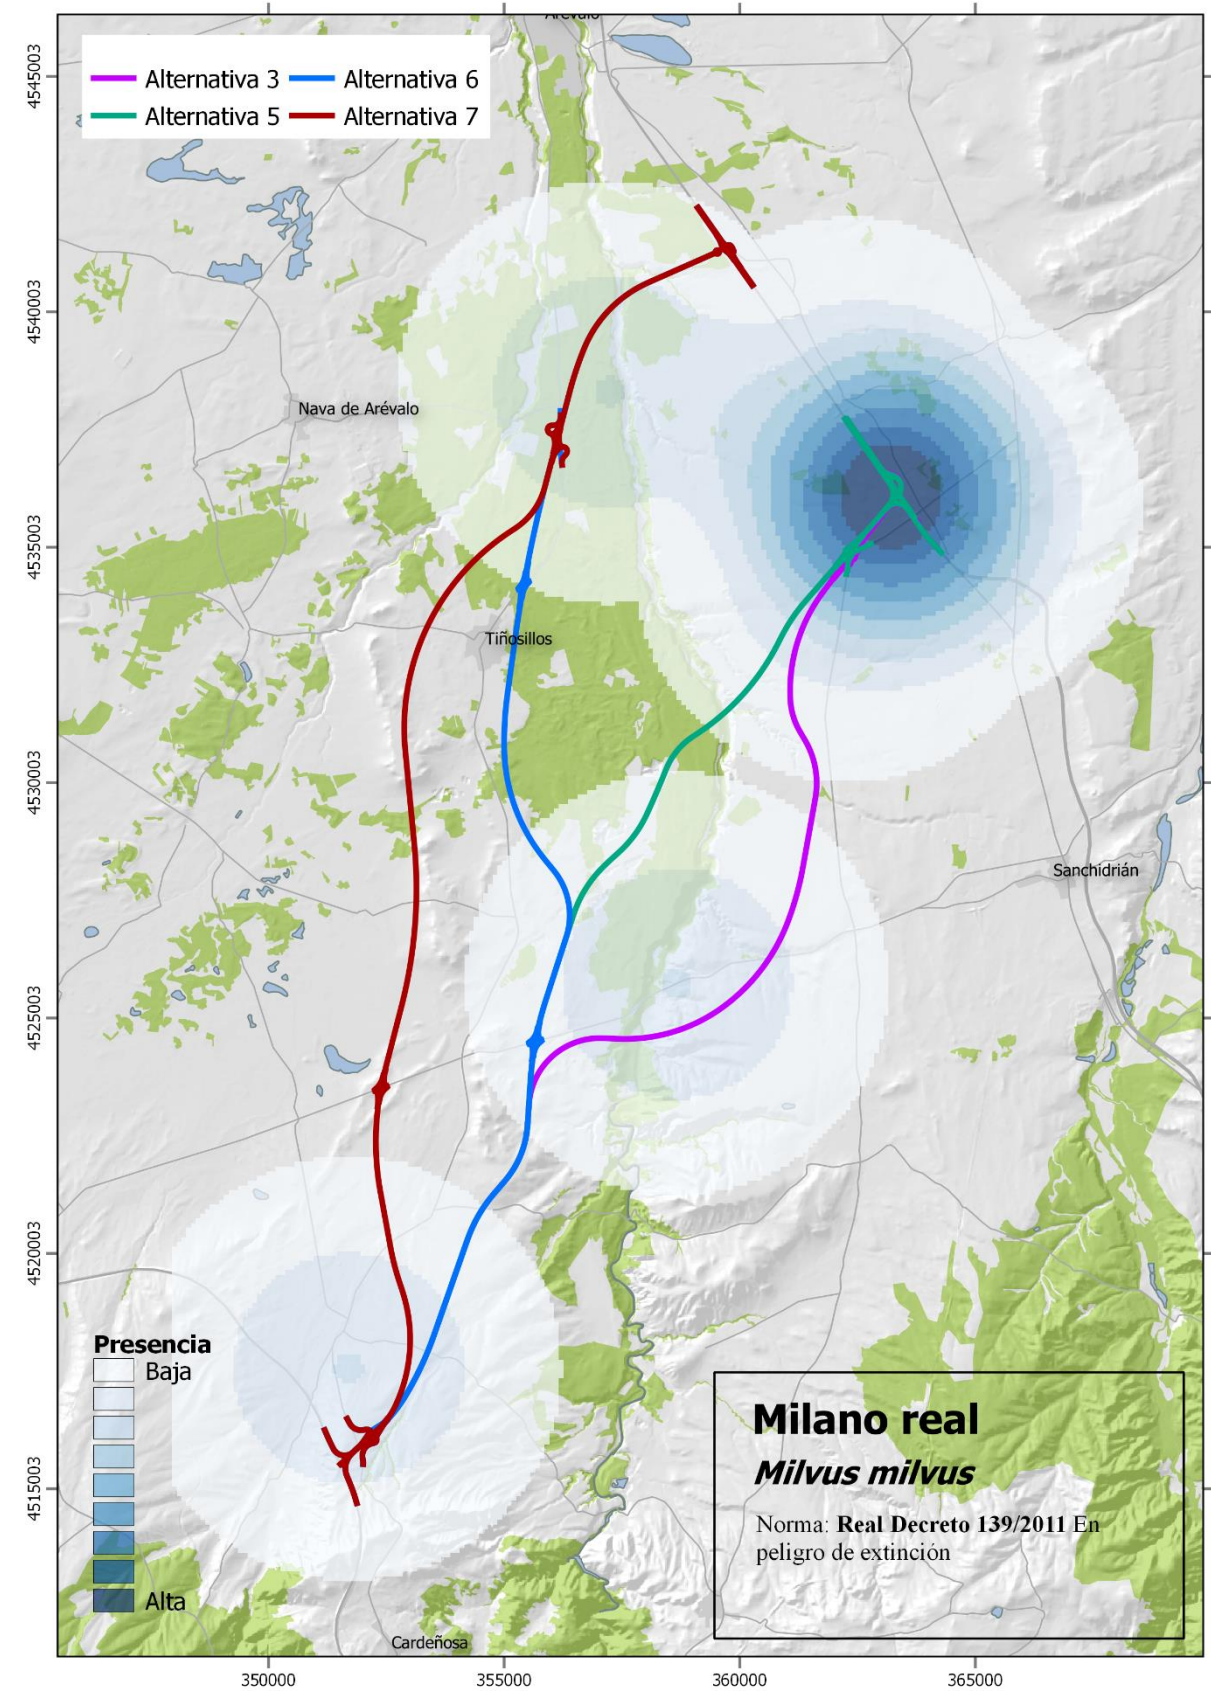 Arévalo
Alternativa 3
Alternativa 6
Alternativa 5
Alternativa 7
4545003
4540003
4535003
4530003
4525003
4520003
4515003
Nava de Arévalo
Tiñosillos
Sanchidrián
Presencia
Baja
Alta
Milano real
Milvus milvus
Norma: Real Decreto 139/2011 En
peligro de extinción
Cardeñosa
350000
355000
360000
365000